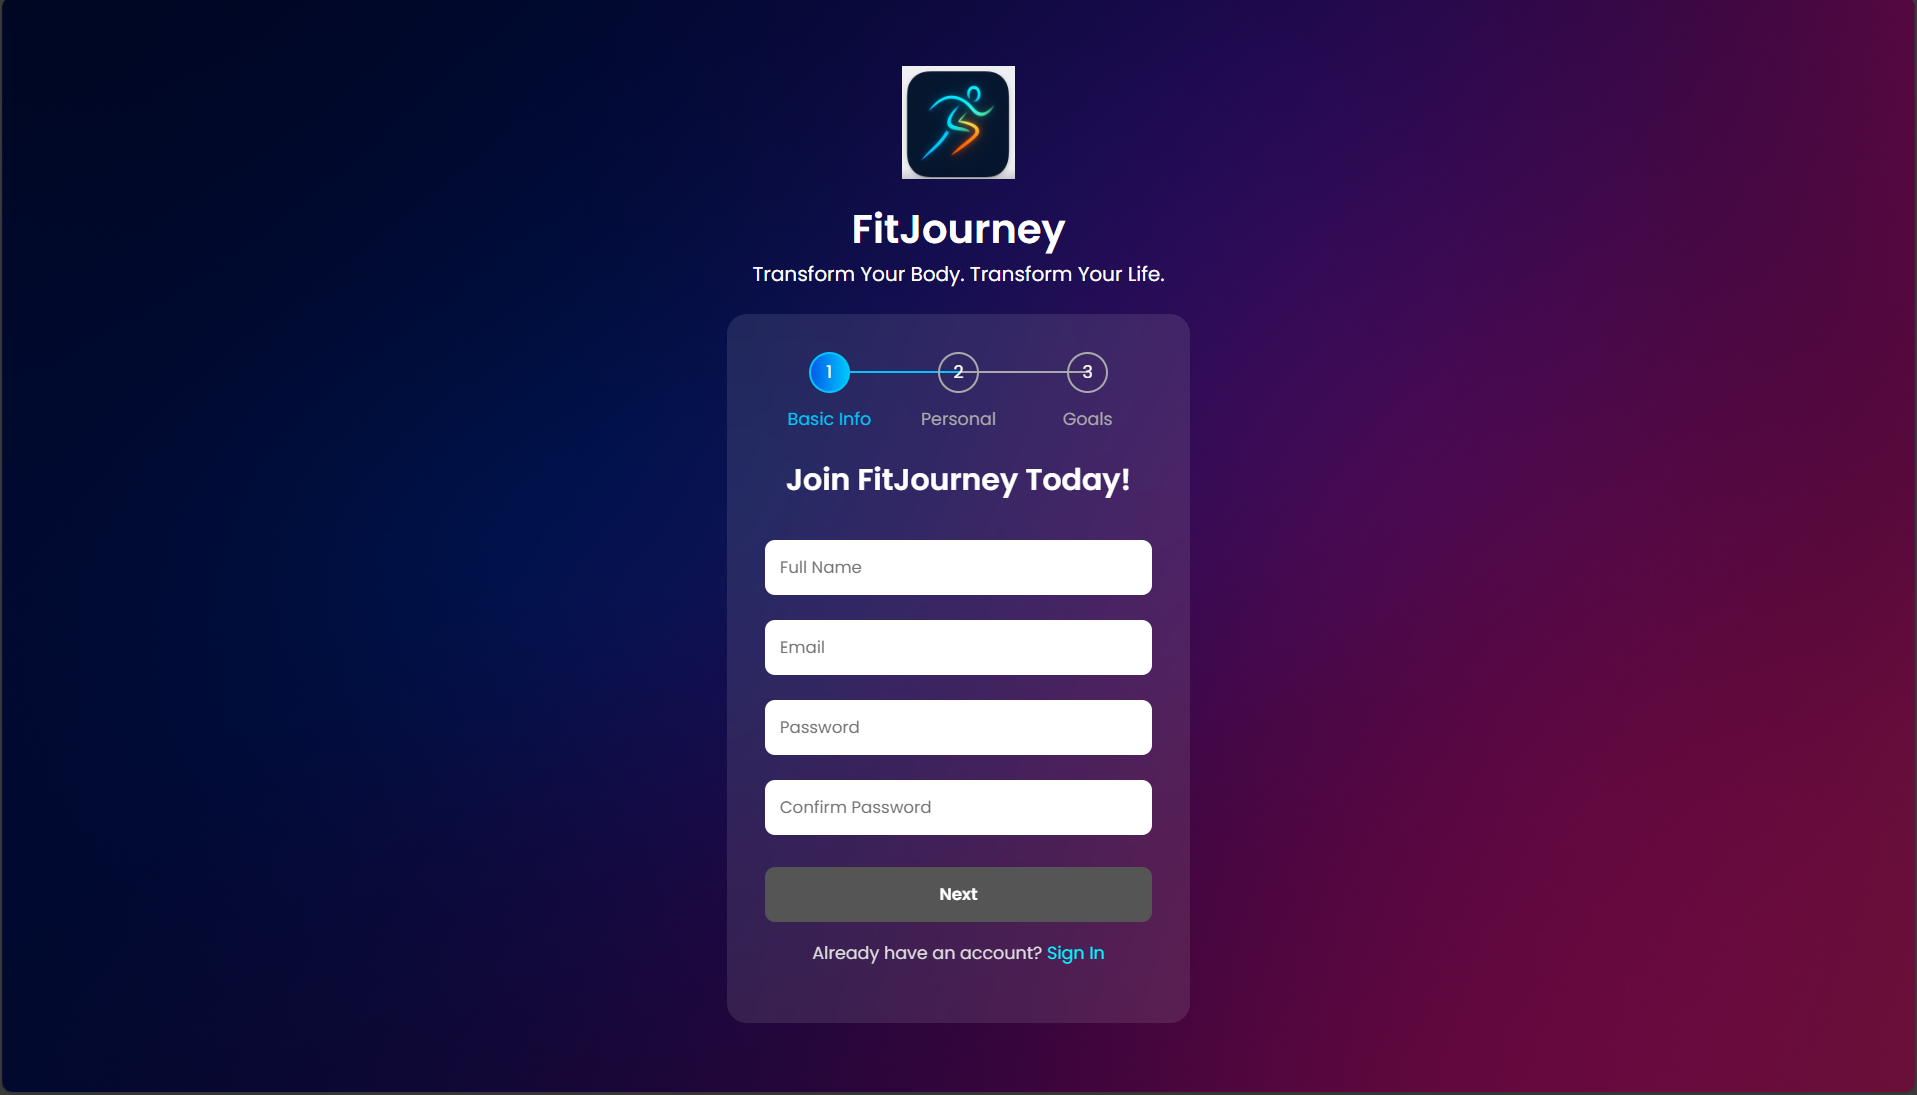 FitJourney
Transform Your Body. Transform Your Life.
1 2 3
Basic Info Personal Goals
Join FitJourney Today!
Full Name
Email
Password
Confirm Password
Next
Already have an account? Sign In